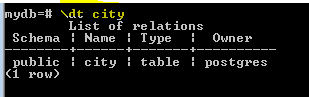 mydb=# \dt city
List of relations
Schema | Name | Type | Owner
--------+------+-------+----------
public | city | table | postgres
(1 row)